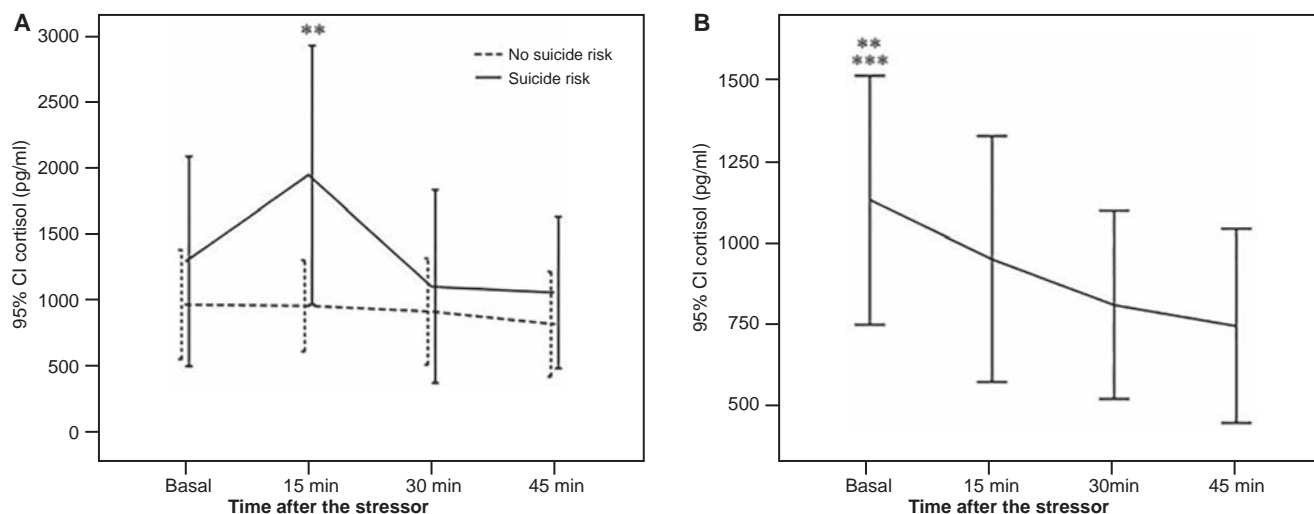 A
95% CI cortisol (pg/ml)
3000
2500
2000
1500
1000
500
0
**
No suicide risk
Suicide risk
Basal
15 min
30 min
45 min
Time after the stressor
B
95% CI cortisol (pg/ml)
1500
1250
1000
750
500
**
***
Basal
15 min
30min
45 min
Time after the stressor